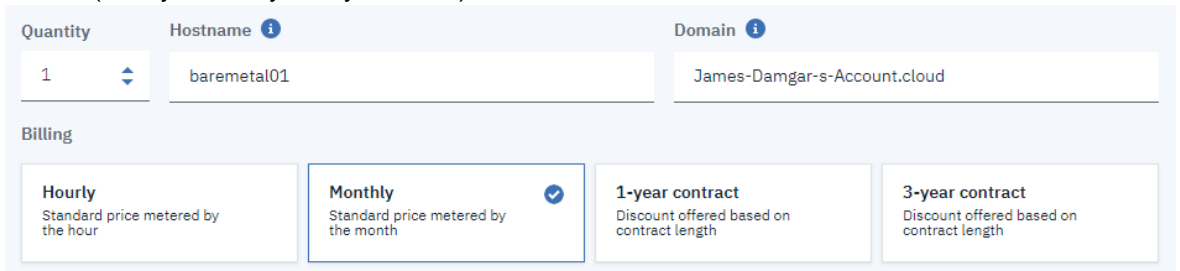 Quantity Hostname i Domain i
1 baremetal01 James-Damgar-s-Account.cloud
Billing
Hourly
Standard price metered by
the hour
Monthly
Standard price metered by
the month
1-year contract
Discount offered based on
contract length
3-year contract
Discount offered based on
contract length